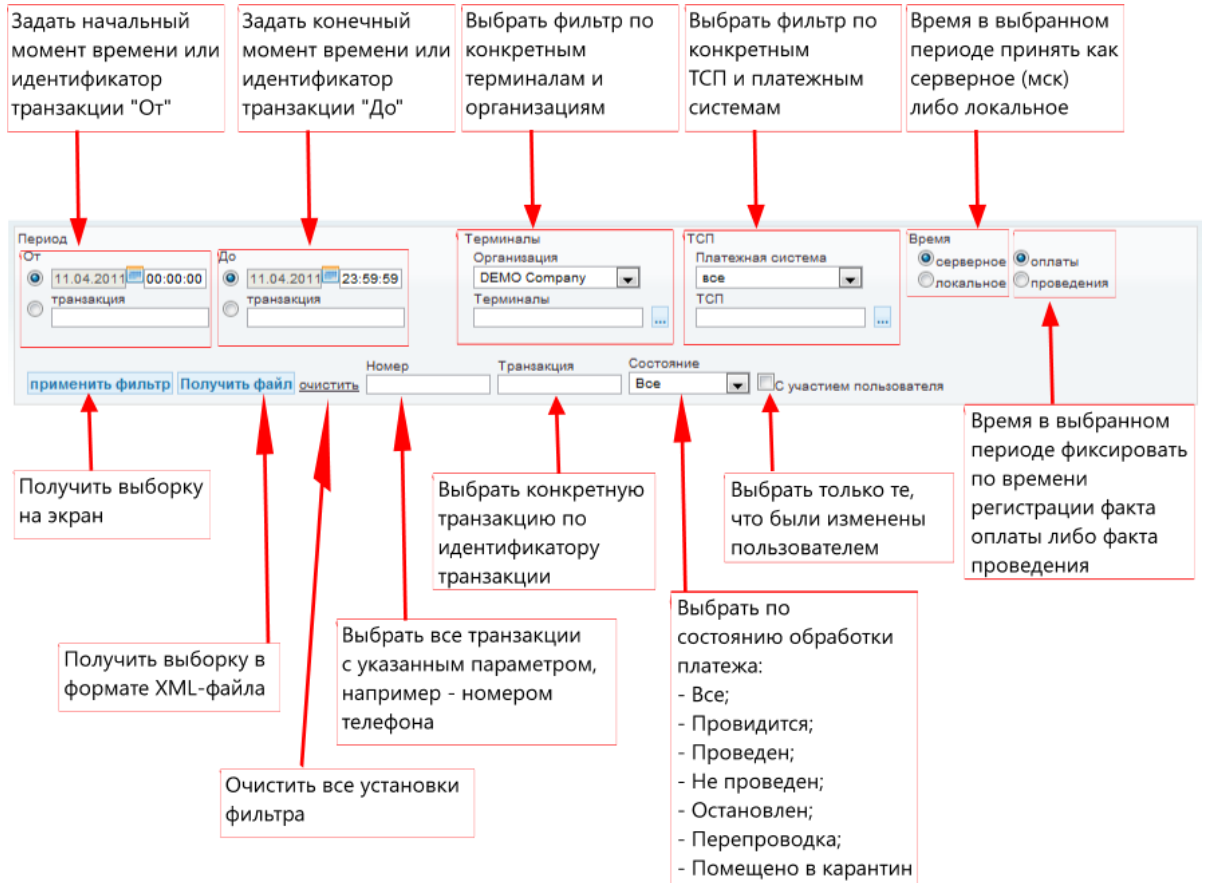 Задать начальный
момент времени или
идентификатор
транзакции "От"
Задать конечный
момент времени или
идентификатор
транзакции "До"
Выбрать фильтр по
конкретным
терминалам и
организациям
Выбрать фильтр по
конкретным
ТСП и платежным
системам
Время в выбранном
периоде принять как
серверное (мск)
либо локальное
Период
От
11.04.2011 00:00:00
транзакция
До
11.04.2011 23:59:59
транзакция
Терминалы
Организация
DEMO Company
Терминалы
...
ТСП
Платежная система
все
ТСП
...
Время
серверное
локальное
оплаты
проведения
применить фильтр Получить файл очистить
Номер
Транзакция
Состояние
Все
С участием пользователя
Получить выборку
на экран
Выбрать конкретную
транзакцию по
идентификатору
транзакции
Выбрать только те,
что были изменены
пользователем
Время в выбранном
периоде фиксировать
по времени
регистрации факта
оплаты либо факта
проведения
Получить выборку в
формате XML-файла
Выбрать все транзакции
с указанным параметром,
например - номером
телефона
Выбрать по
состоянию обработки
платежа:
- Все;
- Провидится;
- Проведен;
- Не проведен;
- Остановлен;
- Перепроводка;
- Помещено в карантин
Очистить все установки
фильтра